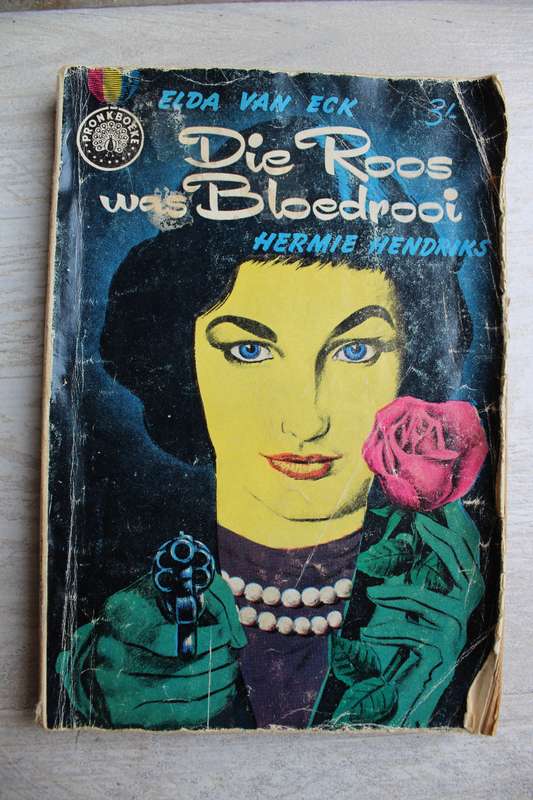 ELDA VAN ECK
3/-
PRONKBOEKE
Die Roos
was Bloedrooi
HERMIE HENDRIKS